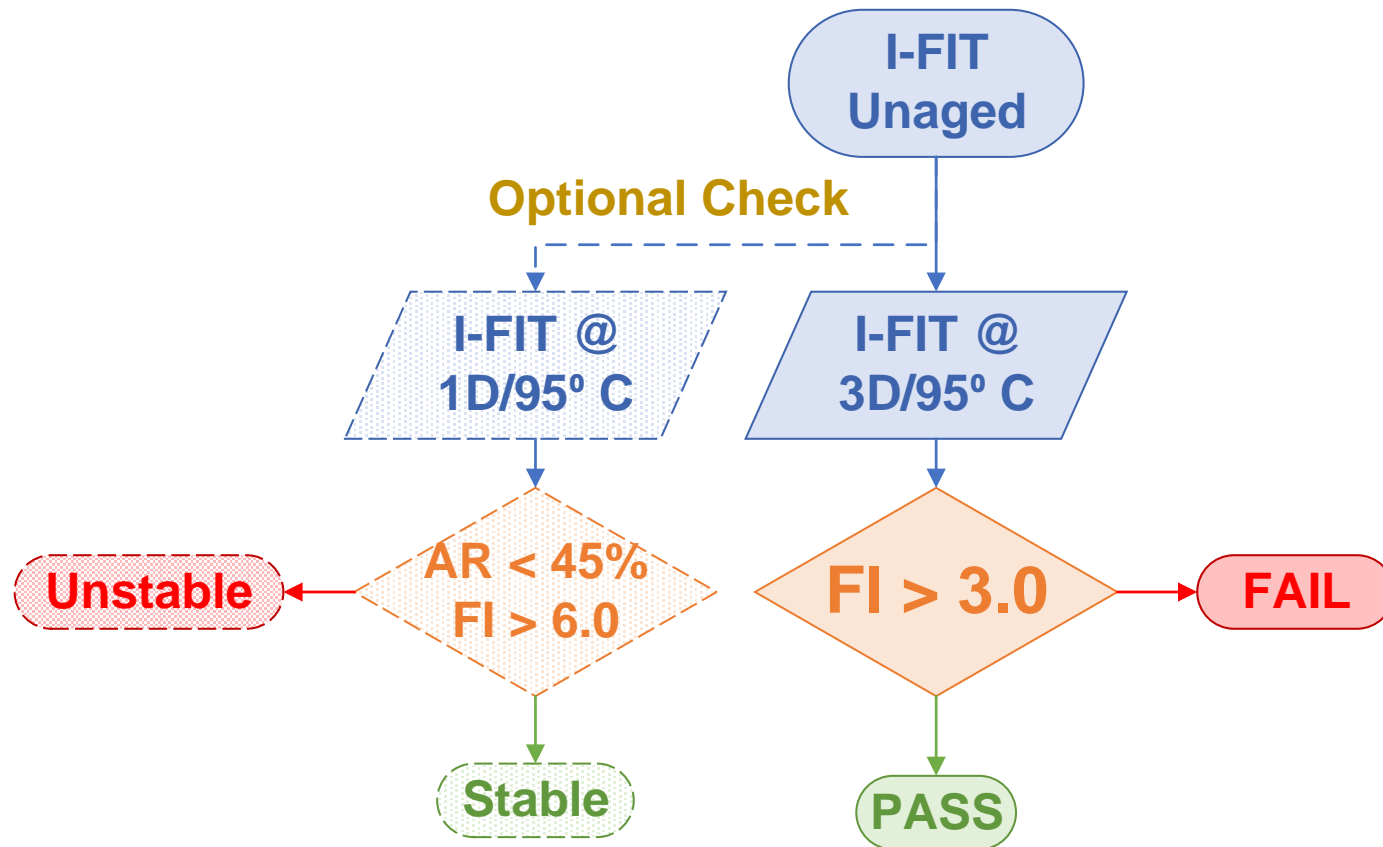 I-FIT
Unaged
Optional Check
I-FIT @
1D/95º C
I-FIT @
3D/95º C
AR < 45%
FI > 6.0
FI > 3.0
Unstable
FAIL
Stable
PASS